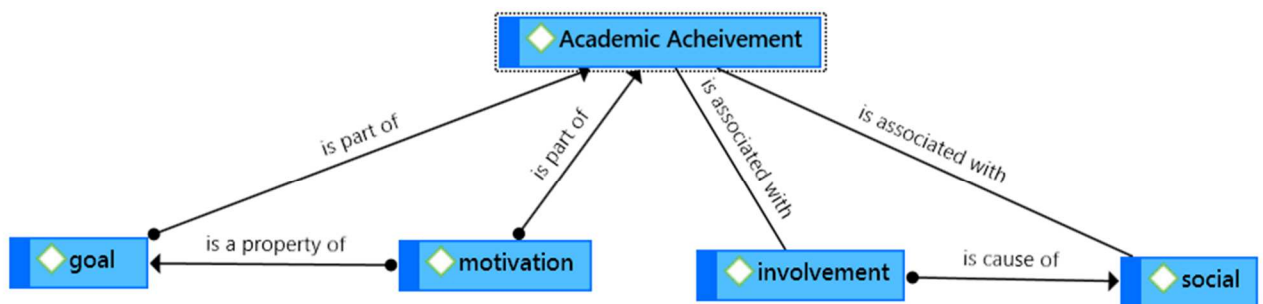 Academic Acheivement
is part of
is part of
is associated with
is associated with
goal
is a property of
motivation
involvement
is cause of
social